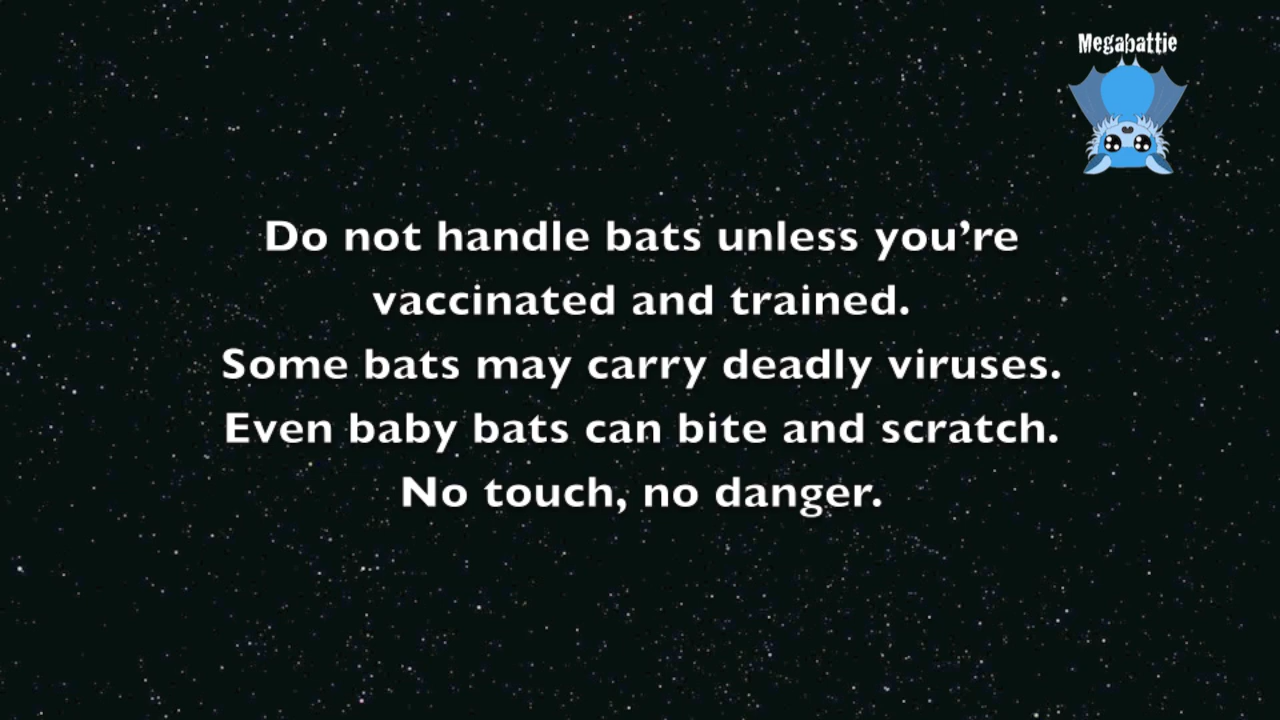 Megabattie
Do not handle bats unless you’re
vaccinated and trained.
Some bats may carry deadly viruses.
Even baby bats can bite and scratch.
No touch, no danger.